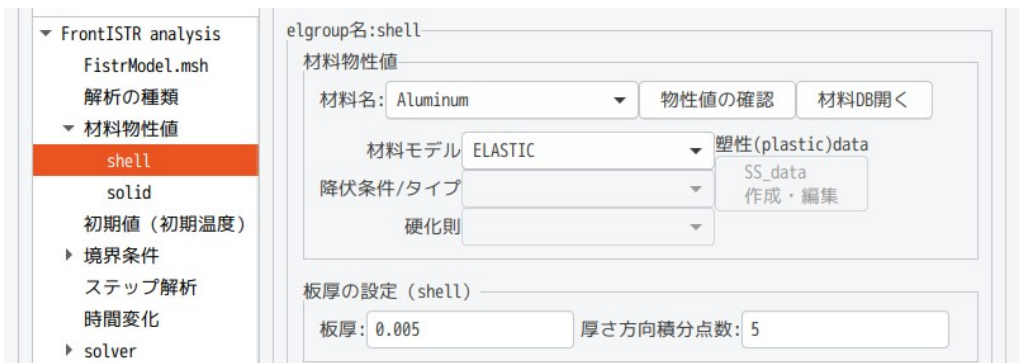 FrontISTR analysis
FistrModel.msh
解析の種類
材料物性値
shell
solid
初期値（初期温度）
境界条件
ステップ解析
時間変化
solver
elgroup名:shell
材料物性値
材料名: Aluminum 物性値の確認 材料DB開く
材料モデル ELASTIC 塑性(plastic)data
降伏条件/タイプ SS_data
作成・編集
硬化則
板厚の設定 (shell)
板厚: 0.005 厚さ方向積分点数: 5